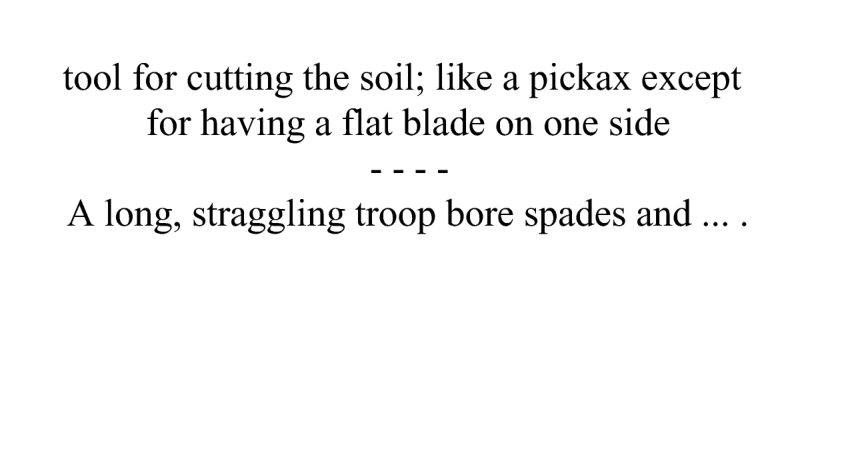 tool for cutting the soil; like a pickax except
for having a flat blade on one side
- - - -
A long, straggling troop bore spades and ... .